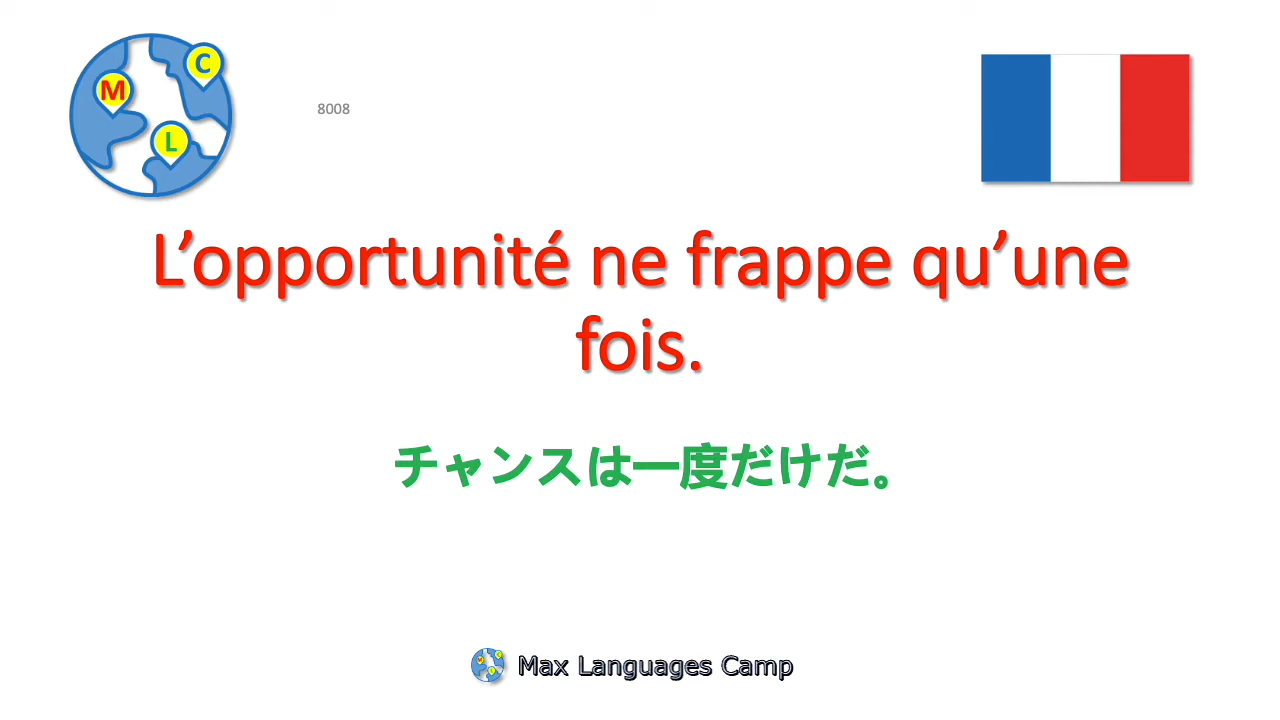 M
C
L
8008
L’opportunité ne frappe qu’une
fois.
チャンスは一度だけだ。
Max Languages Camp